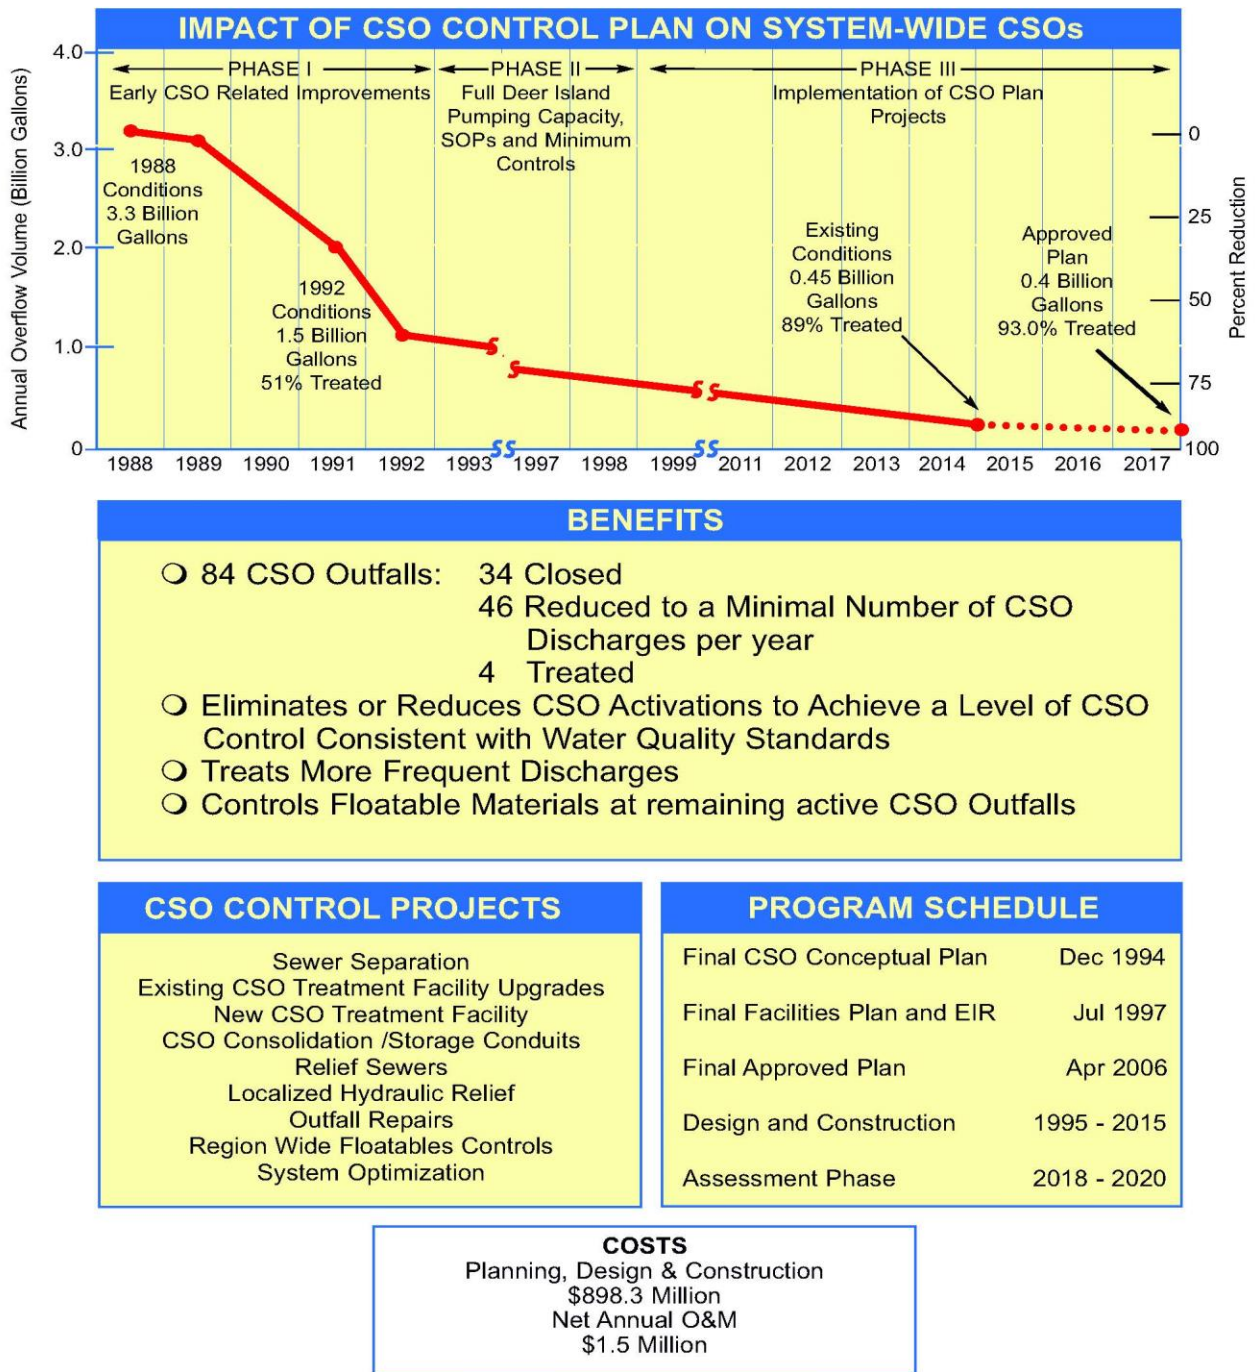 IMPACT OF CSO CONTROL PLAN ON SYSTEM-WIDE CSOs
Annual Overflow Volume (Billion Gallons)
4.0
3.0
2.0
1.0
0
PHASE I
Early CSO Related Improvements
PHASE II
Full Deer Island
Pumping Capacity,
SOPs and Minimum
Controls
PHASE III
Implementation of CSO Plan
Projects
1988
Conditions
3.3 Billion
Gallons
1992
Conditions
1.5 Billion
Gallons
51% Treated
Existing
Conditions
0.45 Billion
Gallons
89% Treated
Approved
Plan
0.4 Billion
Gallons
93.0% Treated
0
25
50
75
100
Percent Reduction
1988 1989 1990 1991 1992 1993 1997 1998 1999 2011 2012 2013 2014 2015 2016 2017
BENEFITS
84 CSO Outfalls: 34 Closed
46 Reduced to a Minimal Number of CSO
Discharges per year
4 Treated
Eliminates or Reduces CSO Activations to Achieve a Level of CSO
Control Consistent with Water Quality Standards
Treats More Frequent Discharges
Controls Floatable Materials at remaining active CSO Outfalls
CSO CONTROL PROJECTS
Sewer Separation
Existing CSO Treatment Facility Upgrades
New CSO Treatment Facility
CSO Consolidation /Storage Conduits
Relief Sewers
Localized Hydraulic Relief
Outfall Repairs
Region Wide Floatables Controls
System Optimization
PROGRAM SCHEDULE
Final CSO Conceptual Plan Dec 1994
Final Facilities Plan and EIR Jul 1997
Final Approved Plan Apr 2006
Design and Construction 1995 - 2015
Assessment Phase 2018 - 2020
COSTS
Planning, Design & Construction
$898.3 Million
Net Annual O&M
$1.5 Million